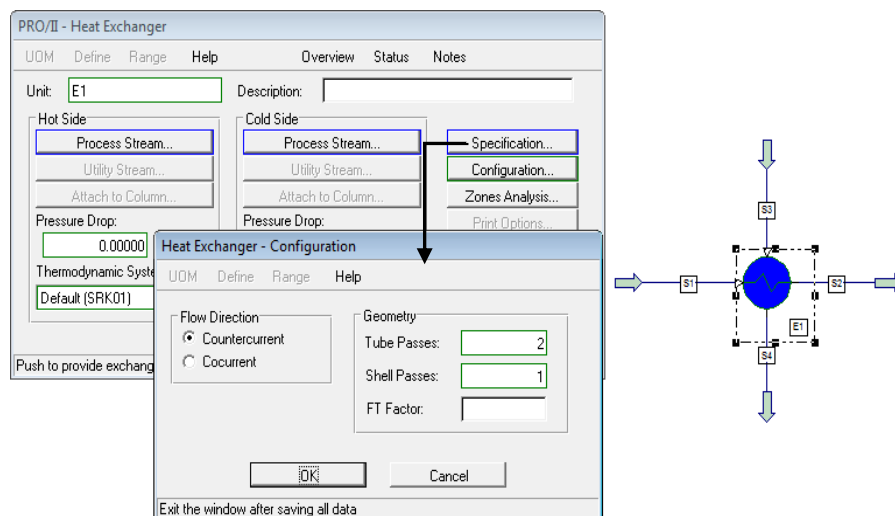 PRO/II - Heat Exchanger
UOM Define Range Help Overview Status Notes
Unit: E1 Description:
Hot Side Cold Side
Process Stream... Process Stream... Specification...
Utility Stream... Utility Stream... Configuration...
Attach to Column... Attach to Column... Zones Analysis...
Pressure Drop: Pressure Drop: Print Options...
0.00000
Thermodynamic Syste
Default (SRK01)
Push to provide exchang
Heat Exchanger - Configuration
UOM Define Range Help
Flow Direction
Countercurrent
Cocurrent
Geometry
Tube Passes: 2
Shell Passes: 1
FT Factor:
OK Cancel
Exit the window after saving all data
S3
S1 S2
E1
S4